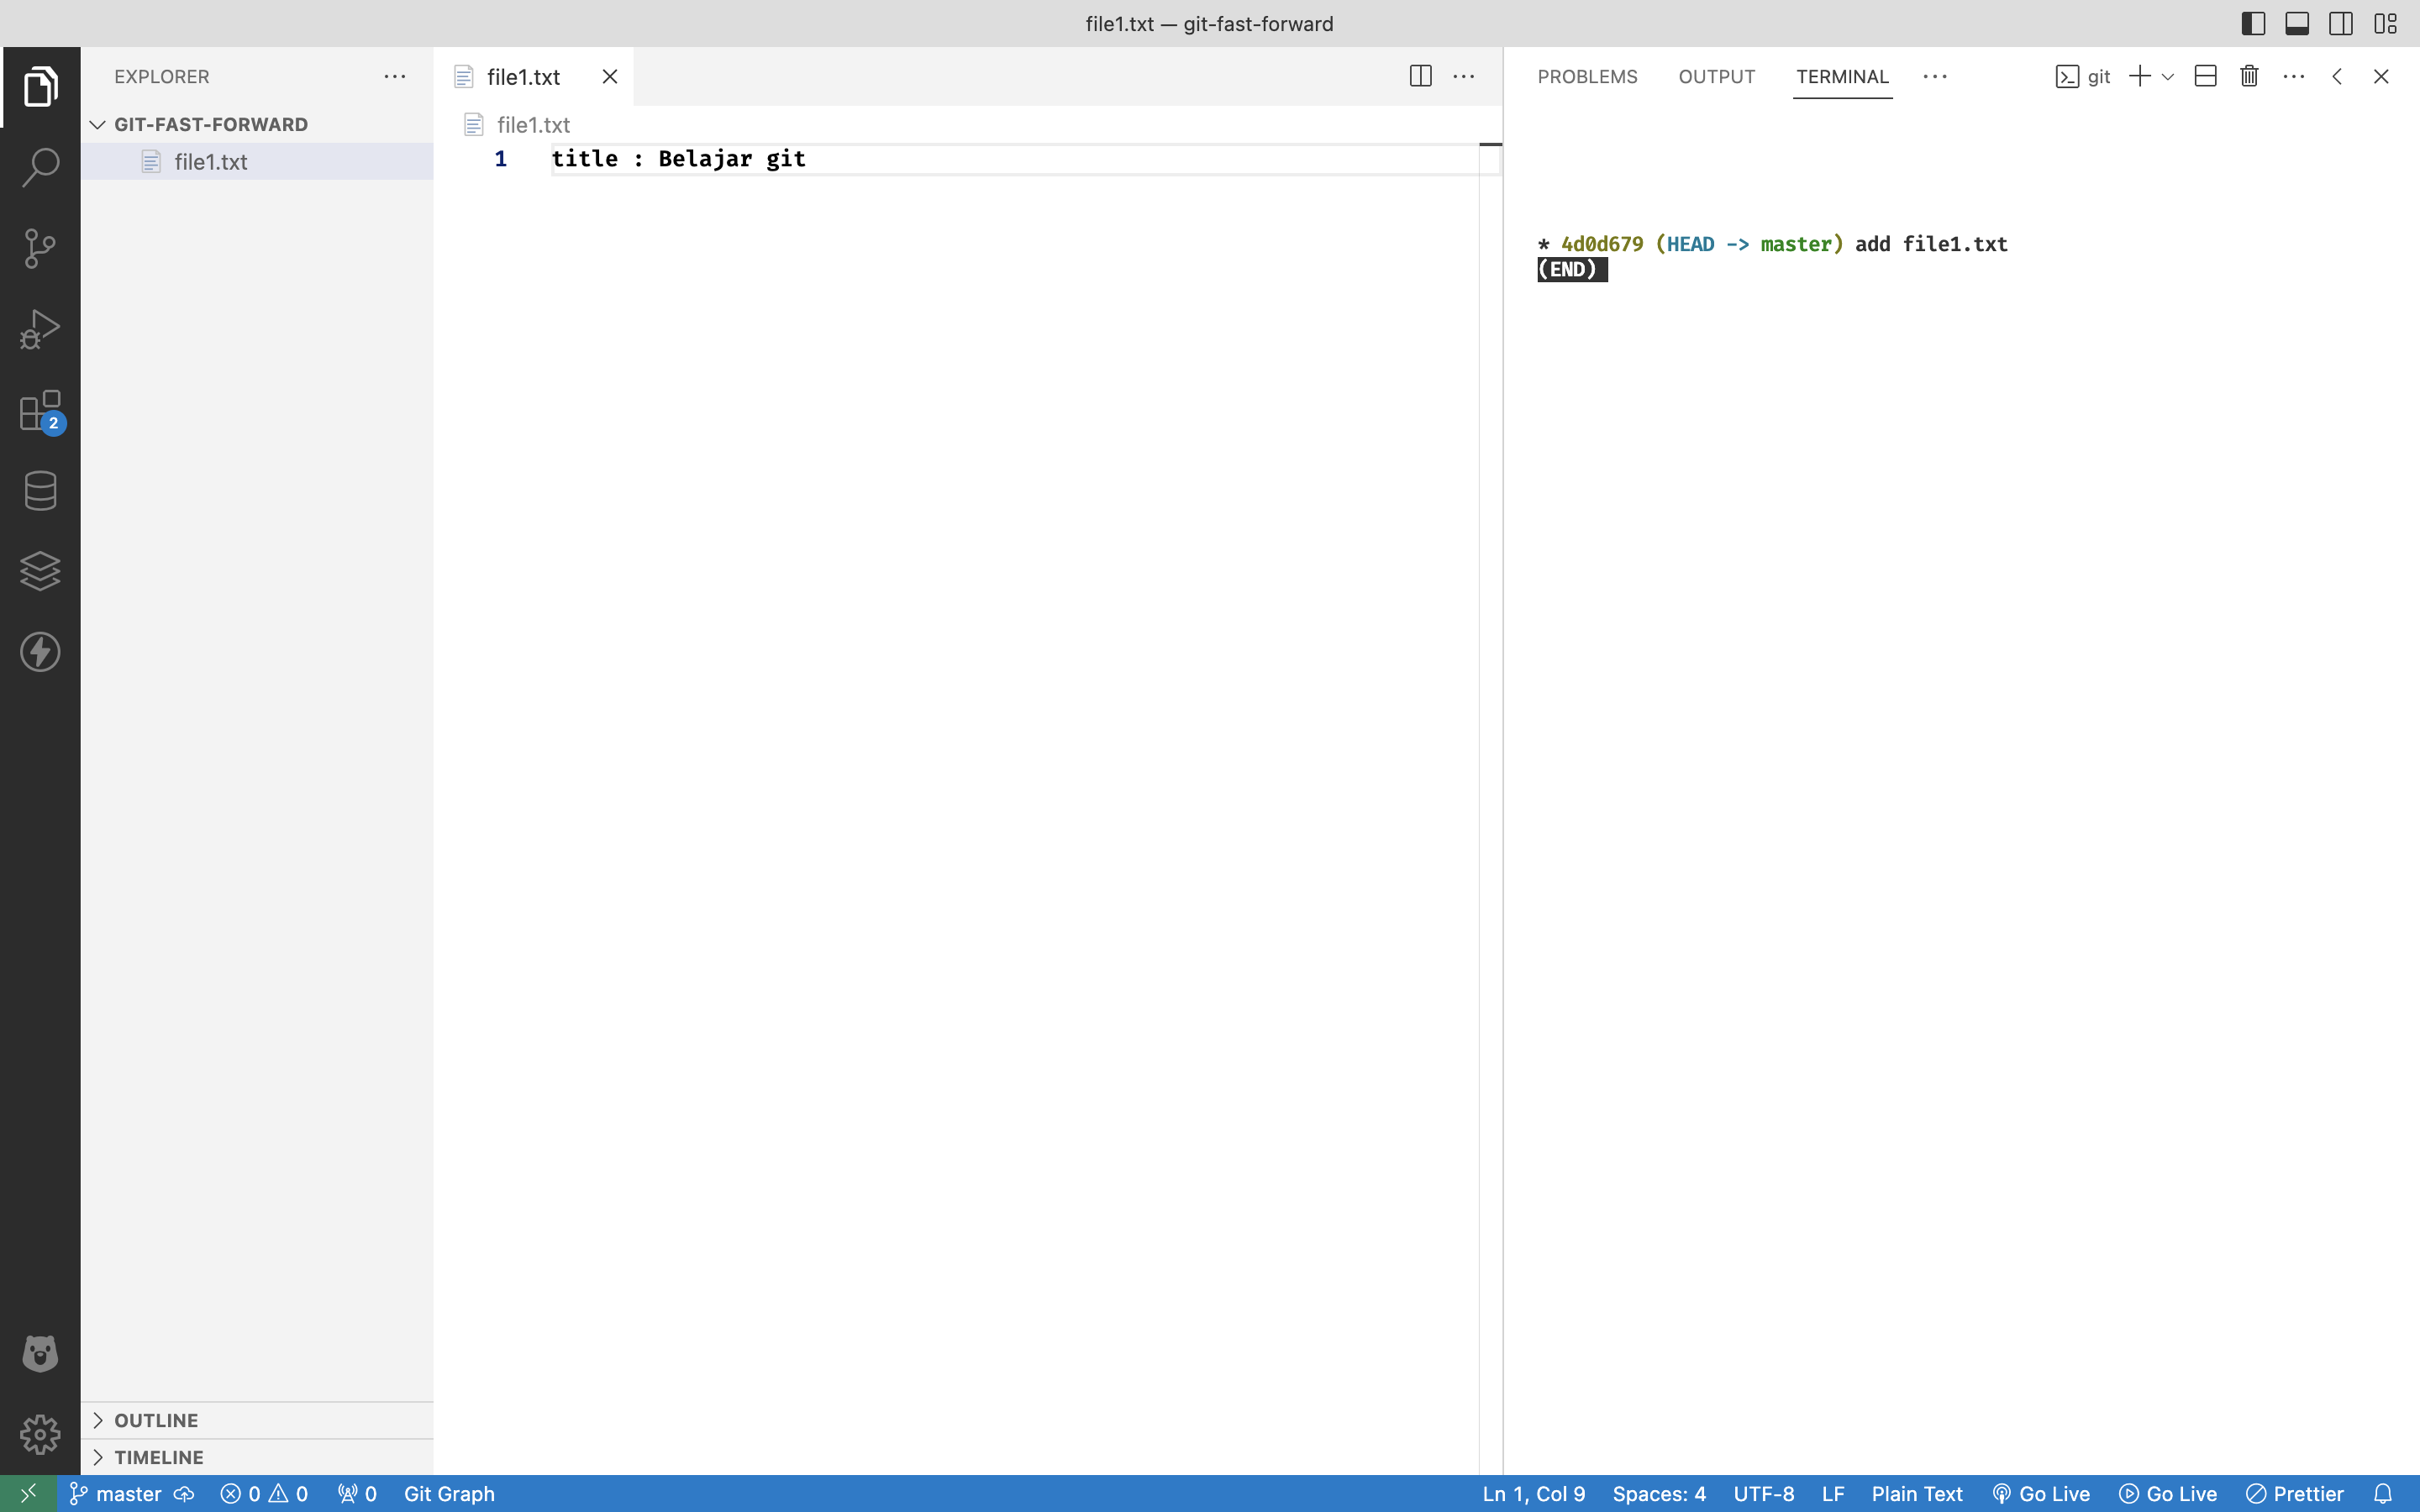 file1.txt — git-fast-forward
EXPLORER
GIT-FAST-FORWARD
file1.txt
2
OUTLINE
TIMELINE
file1.txt
file1.txt
1 title : Belajar git
PROBLEMS OUTPUT TERMINAL git
* 4d0d679 (HEAD -> master) add file1.txt
(END)
master 0 0 0 Git Graph Ln 1, Col 9 Spaces: 4 UTF-8 LF Plain Text Go Live Go Live Prettier